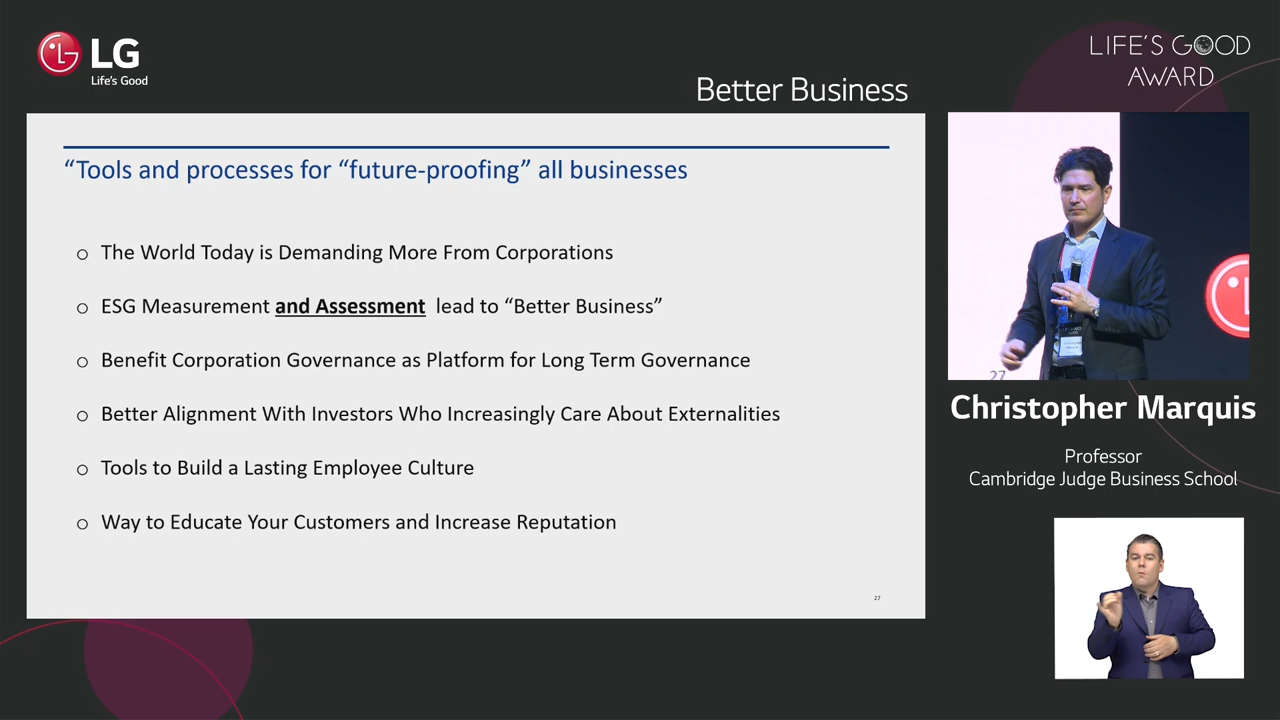 LG
Life's Good
LIFE'S GOOD
AWARD
Better Business
“Tools and processes for “future-proofing” all businesses
o The World Today is Demanding More From Corporations
o ESG Measurement and Assessment lead to “Better Business”
o Benefit Corporation Governance as Platform for Long Term Governance
o Better Alignment With Investors Who Increasingly Care About Externalities
o Tools to Build a Lasting Employee Culture
o Way to Educate Your Customers and Increase Reputation
27
27
Christopher Marquis
Professor
Cambridge Judge Business School